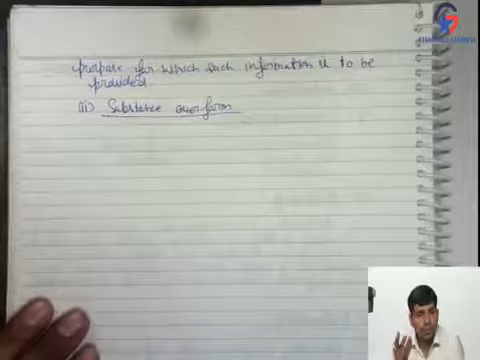 purpose for which such information is to be
provided.
(ii) Substance over form